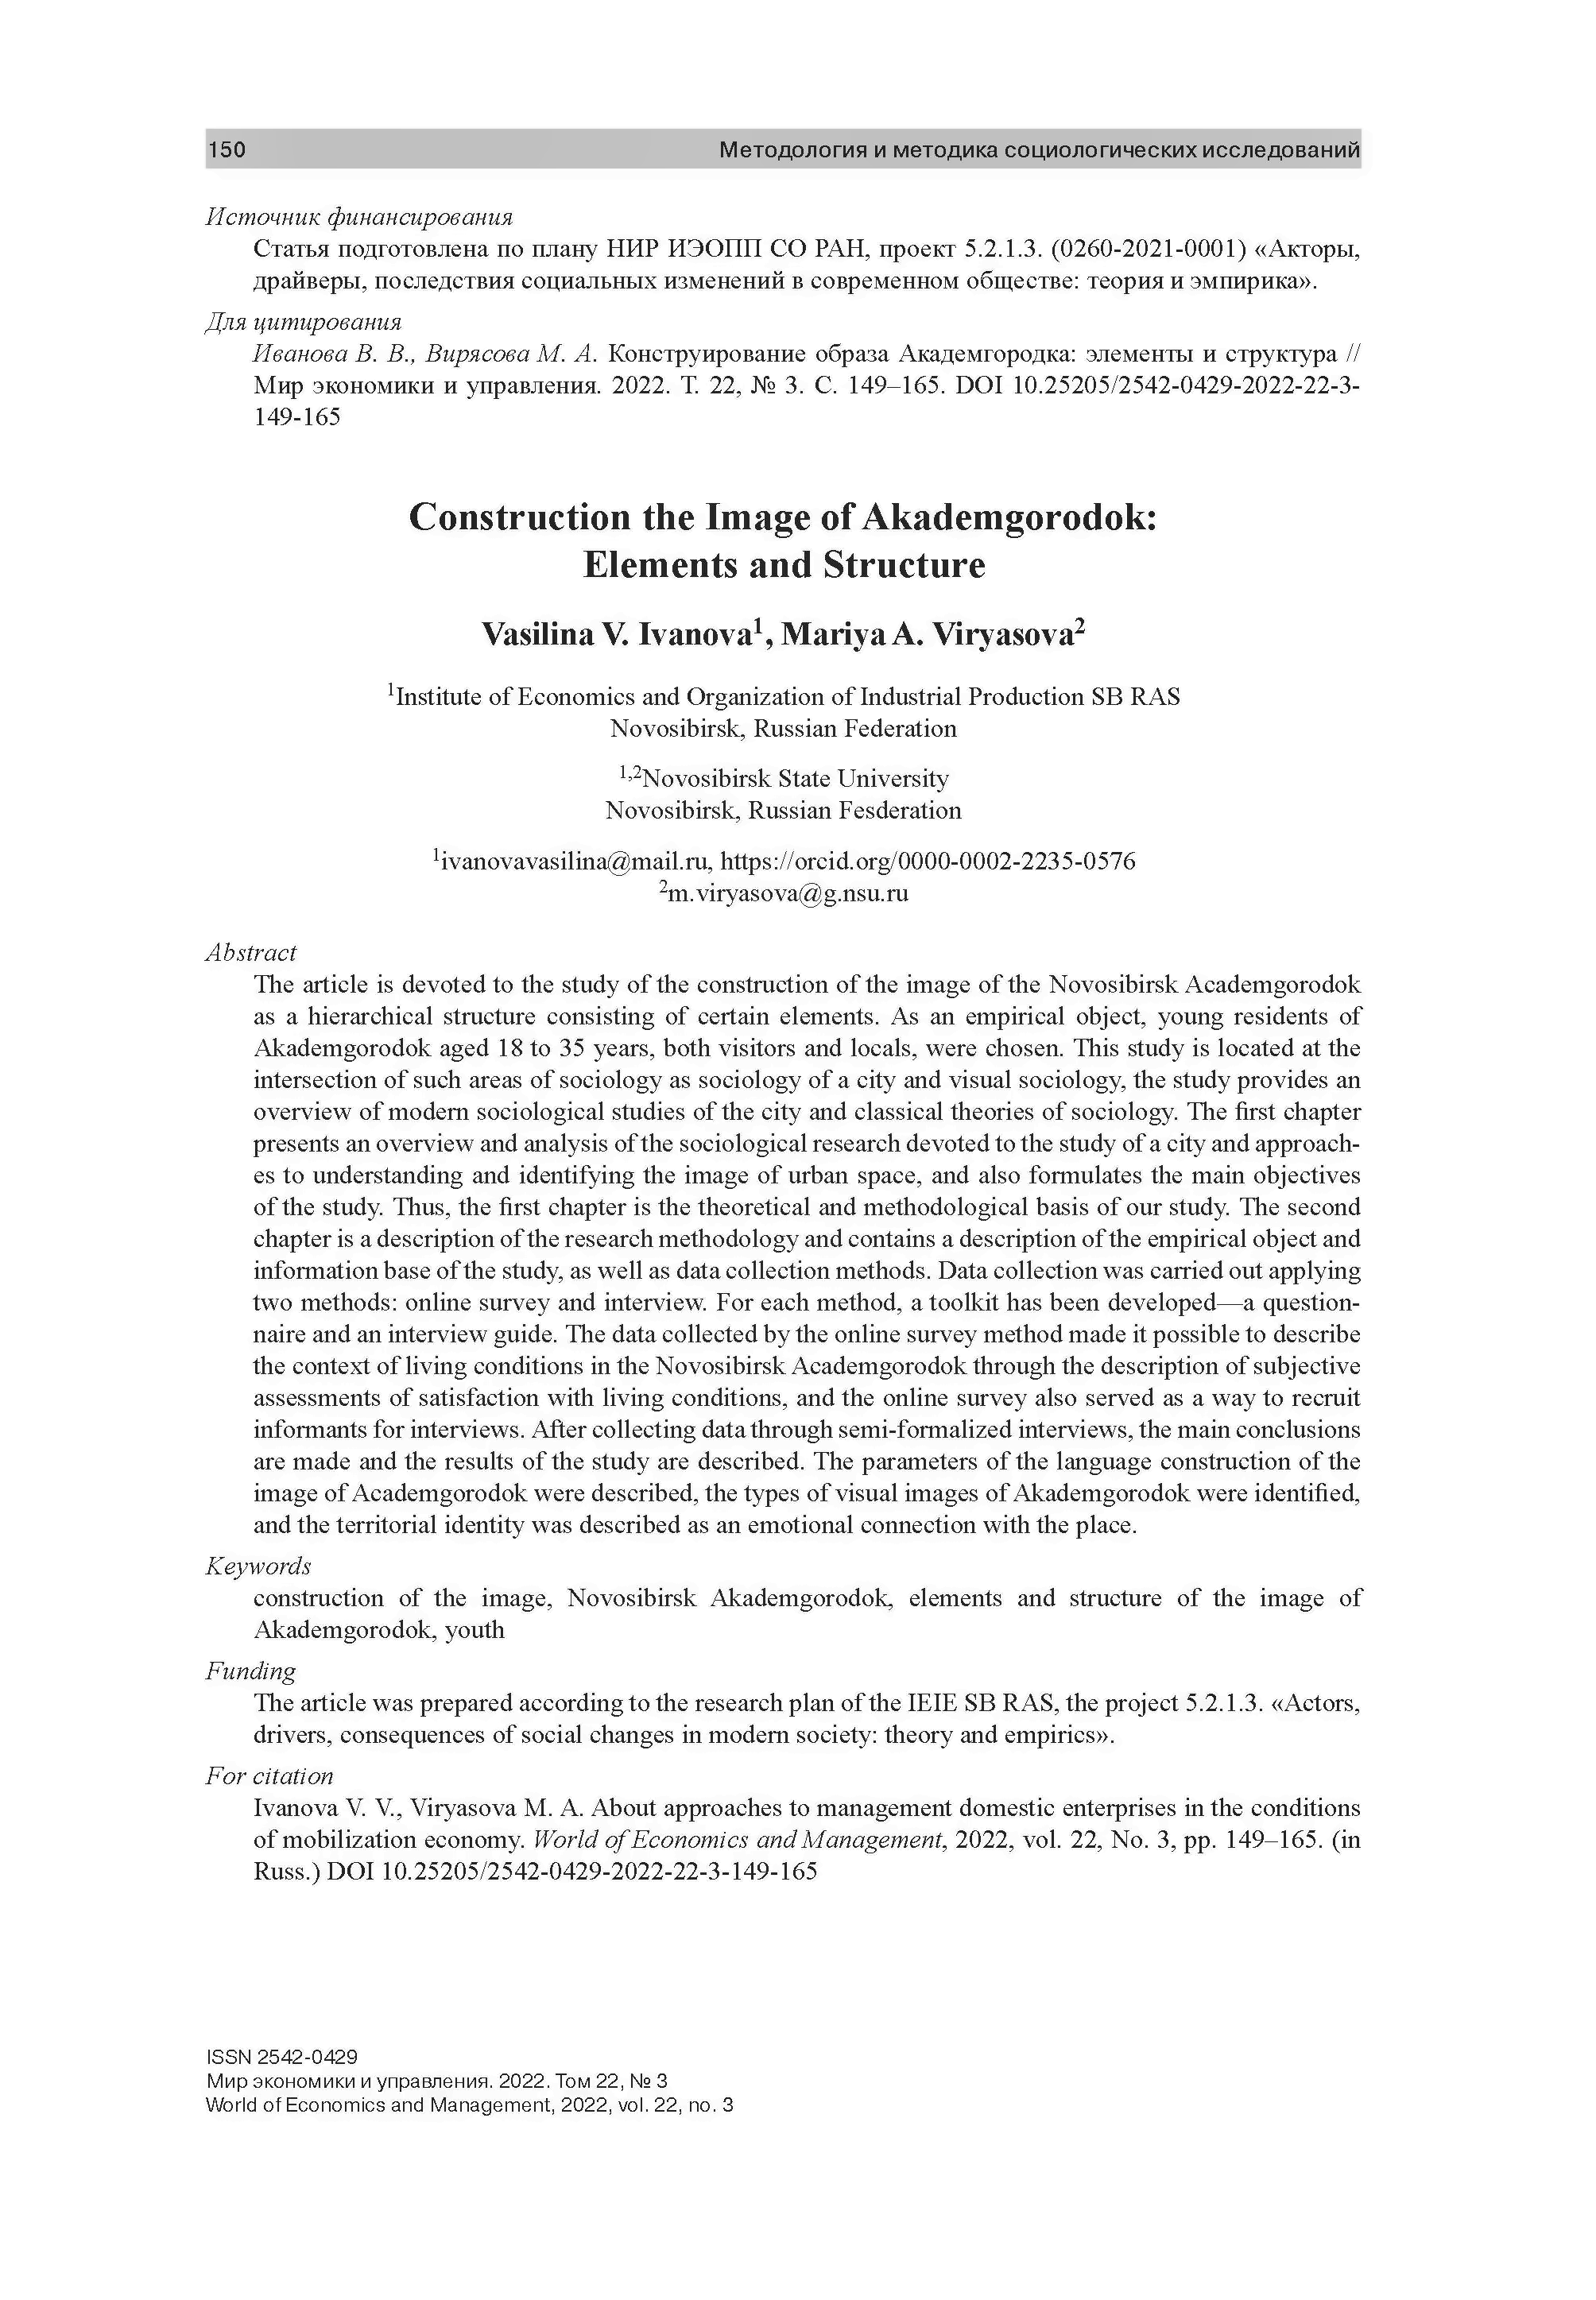 150 Методология и методика социологических исследований
Источник финансирования
Статья подготовлена по плану НИР ИЭОПП СО РАН, проект 5.2.1.3. (0260-2021-0001) «Акторы,
драйверы, последствия социальных изменений в современном обществе: теория и эмпирика».
Для цитирования
Иванова В. В., Вирясова М. А. Конструирование образа Академгородка: элементы и структура //
Мир экономики и управления. 2022. Т. 22, № 3. С. 149–165. DOI 10.25205/2542-0429-2022-22-3-
149-165
Construction the Image of Akademgorodok:
Elements and Structure
Vasilina V. Ivanova¹, Mariya A. Viryasova²
¹Institute of Economics and Organization of Industrial Production SB RAS
Novosibirsk, Russian Federation
¹,²Novosibirsk State University
Novosibirsk, Russian Fesderation
¹ivanovavasilina@mail.ru, https://orcid.org/0000-0002-2235-0576
²m.viryasova@g.nsu.ru
Abstract
The article is devoted to the study of the construction of the image of the Novosibirsk Academgorodok
as a hierarchical structure consisting of certain elements. As an empirical object, young residents of
Akademgorodok aged 18 to 35 years, both visitors and locals, were chosen. This study is located at the
intersection of such areas of sociology as sociology of a city and visual sociology, the study provides an
overview of modern sociological studies of the city and classical theories of sociology. The first chapter
presents an overview and analysis of the sociological research devoted to the study of a city and approach-
es to understanding and identifying the image of urban space, and also formulates the main objectives
of the study. Thus, the first chapter is the theoretical and methodological basis of our study. The second
chapter is a description of the research methodology and contains a description of the empirical object and
information base of the study, as well as data collection methods. Data collection was carried out applying
two methods: online survey and interview. For each method, a toolkit has been developed—a question-
naire and an interview guide. The data collected by the online survey method made it possible to describe
the context of living conditions in the Novosibirsk Academgorodok through the description of subjective
assessments of satisfaction with living conditions, and the online survey also served as a way to recruit
informants for interviews. After collecting data through semi-formalized interviews, the main conclusions
are made and the results of the study are described. The parameters of the language construction of the
image of Academgorodok were described, the types of visual images of Akademgorodok were identified,
and the territorial identity was described as an emotional connection with the place.
Keywords
construction of the image, Novosibirsk Akademgorodok, elements and structure of the image of
Akademgorodok, youth
Funding
The article was prepared according to the research plan of the IEIE SB RAS, the project 5.2.1.3. «Actors,
drivers, consequences of social changes in modern society: theory and empirics».
For citation
Ivanova V. V., Viryasova M. A. About approaches to management domestic enterprises in the conditions
of mobilization economy. World of Economics and Management, 2022, vol. 22, No. 3, pp. 149–165. (in
Russ.) DOI 10.25205/2542-0429-2022-22-3-149-165
ISSN 2542-0429
Мир экономики и управления. 2022. Том 22, № 3
World of Economics and Management, 2022, vol. 22, no. 3